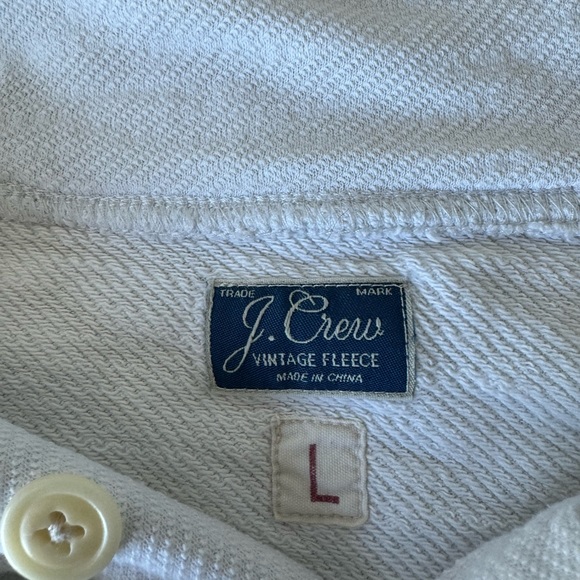 TRADE MARK
J. Crew
VINTAGE FLEECE
MADE IN CHINA
L